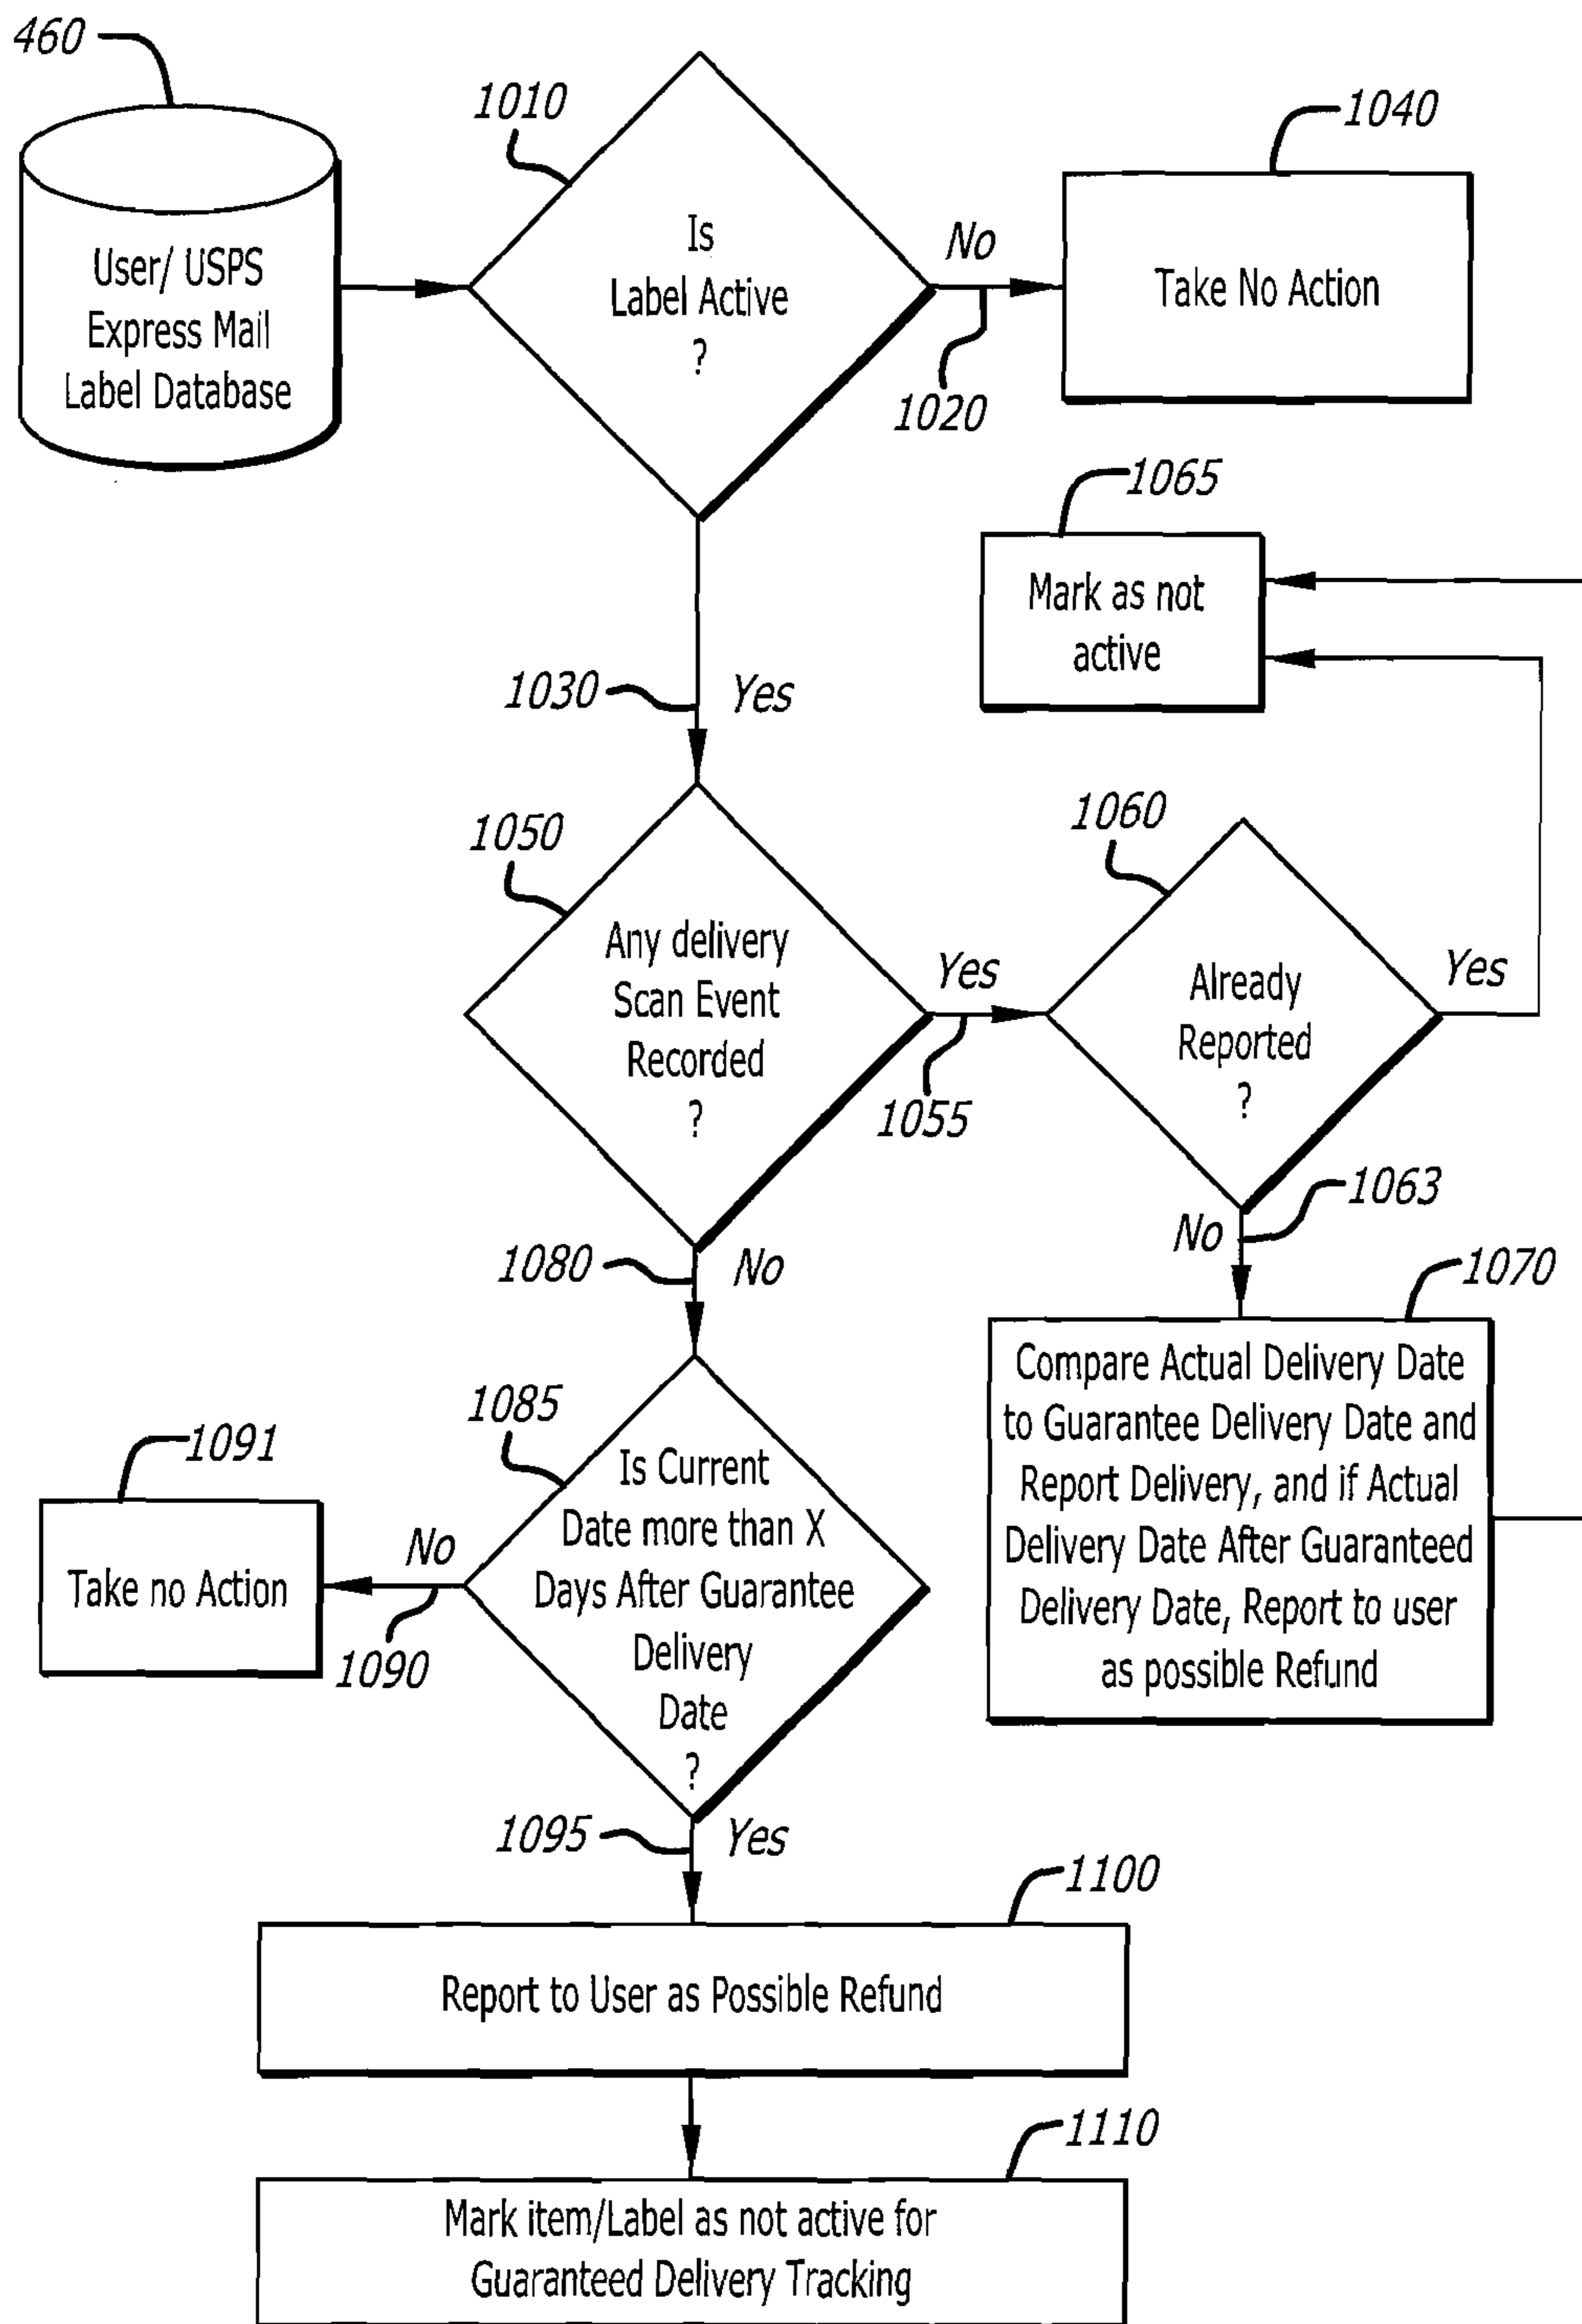 460
User/ USPS
Express Mail
Label Database
1010
Is
Label Active
?
No
1020
1040
Take No Action
1030
Yes
1065
Mark as not
active
1050
Any delivery
Scan Event
Recorded
?
Yes
1055
1060
Already
Reported
?
Yes
No
1063
1070
Compare Actual Delivery Date
to Guarantee Delivery Date and
Report Delivery, and if Actual
Delivery Date After Guaranteed
Delivery Date, Report to user
as possible Refund
1080
No
1085
Is Current
Date more than X
Days After Guarantee
Delivery
Date
?
No
1090
1091
Take no Action
1095
Yes
1100
Report to User as Possible Refund
1110
Mark item/Label as not active for
Guaranteed Delivery Tracking